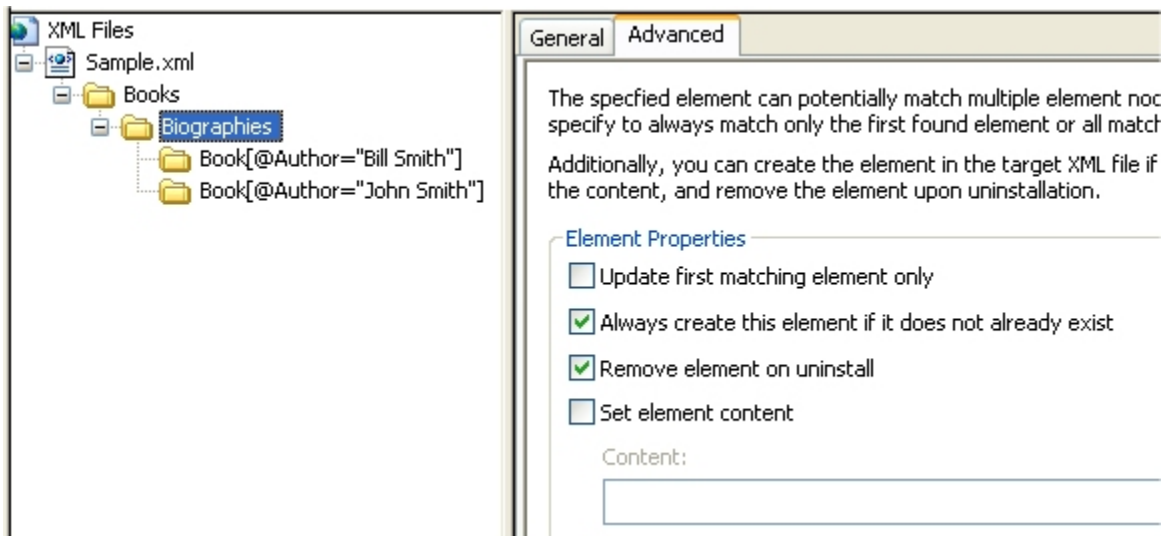 XML Files
Sample.xml
Books
Biographies
Book[@Author="Bill Smith"]
Book[@Author="John Smith"]
General
Advanced
The specfied element can potentially match multiple element
specify to always match only the first found element or all
Additionally, you can create the element in the target XML file if
the content, and remove the element upon uninstallation.
Element Properties
Update first matching element only
Always create this element if it does not already exist
Remove element on uninstall
Set element content
Content: